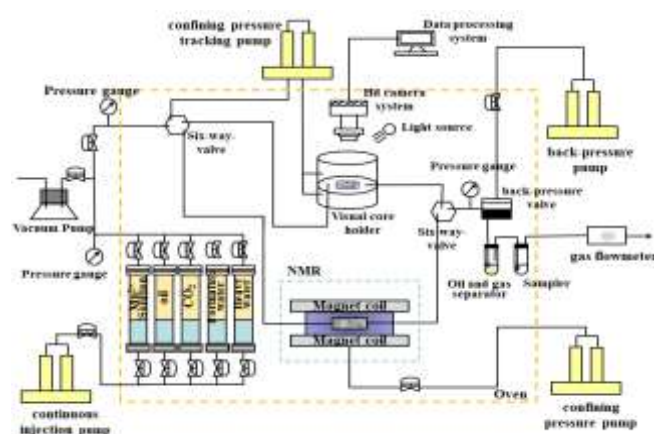 confining pressure
tracking pump
Data processing
system
Pressure gauge
Hd camera
system
Light source
Six-way-
valve
back-pressure
pump
Pressure gauge
back-pressure
valve
Vacuum Pump
Visual core
holder
Six-way-
valve
gas flowmeter
Pressure gauge
NMR
Oil and gas
separator
Sampler
oil
CO2
water
water
Magnet coil
Magnet coil
Oven
continuous
injection pump
confining
pressure pump